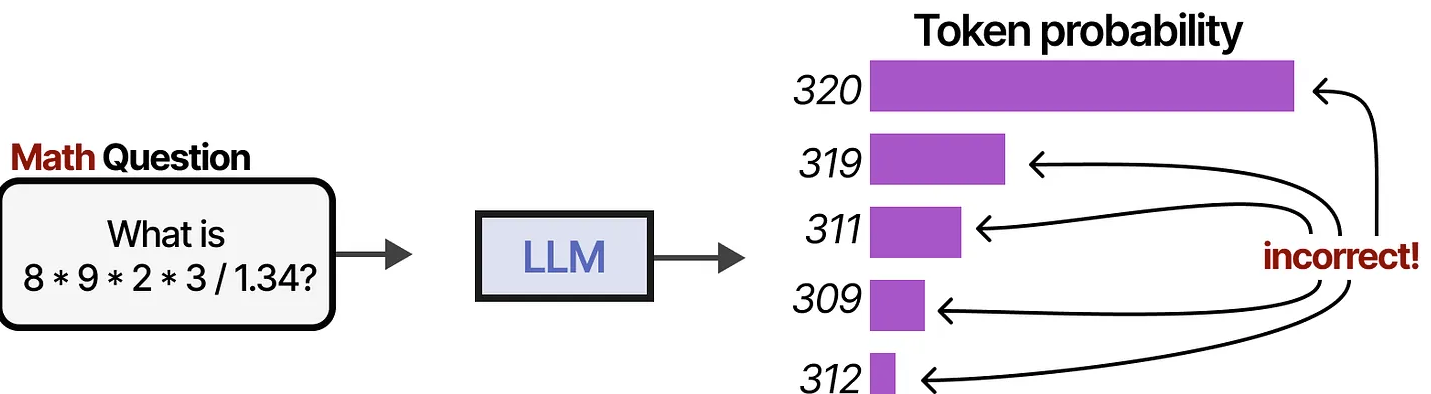 Math Question
What is
8 * 9 * 2 * 3 / 1.34?
LLM
Token probability
320
319
311
309
312
incorrect!